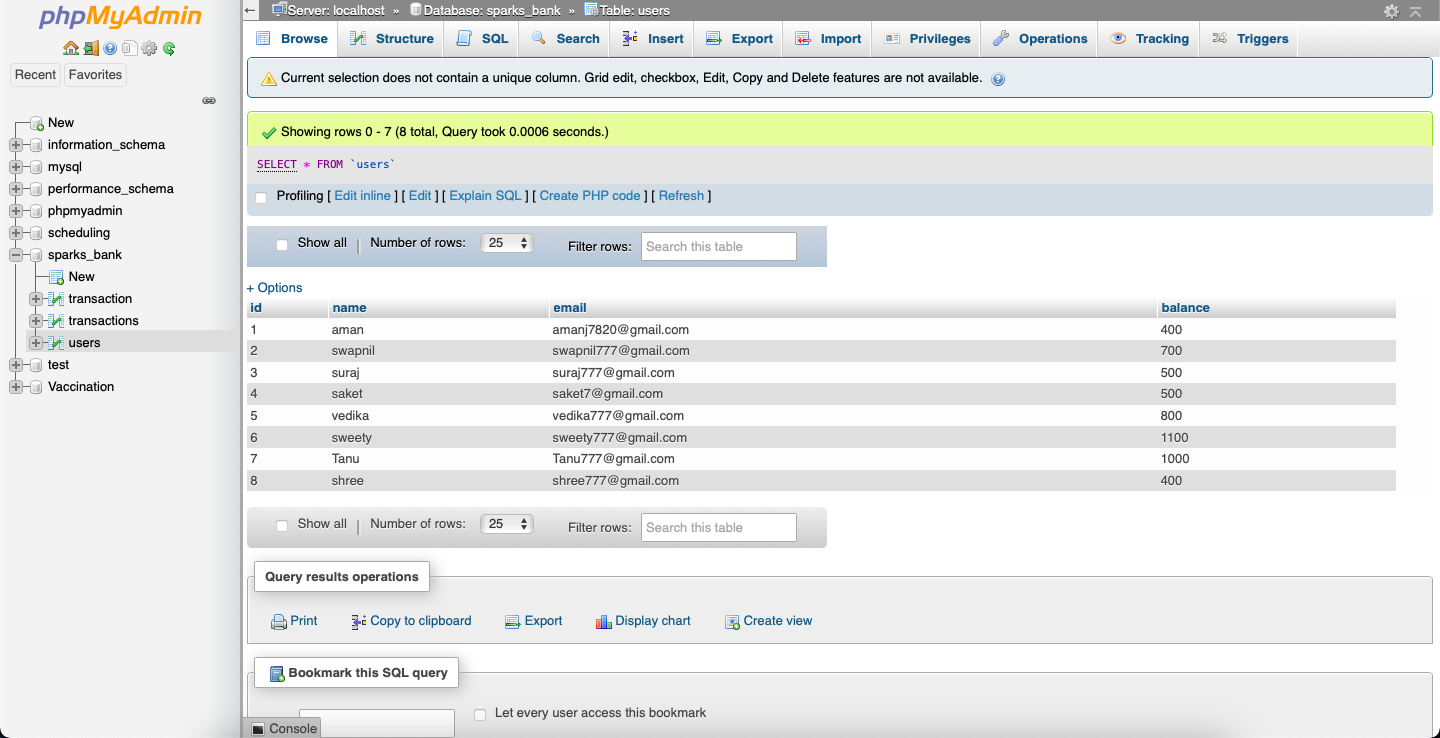 phpMyAdmin
Recent Favorites
New
information_schema
mysql
performance_schema
phpmyadmin
scheduling
sparks_bank
New
transaction
transactions
users
test
Vaccination
Server: localhost » Database: sparks_bank » Table: users
Browse Structure SQL Search Insert Export Import Privileges Operations Tracking Triggers
Current selection does not contain a unique column. Grid edit, checkbox, Edit, Copy and Delete features are not available.
Showing rows 0 - 7 (8 total, Query took 0.0006 seconds.)
SELECT * FROM `users`
Profiling [ Edit inline ] [ Edit ] [ Explain SQL ] [ Create PHP code ] [ Refresh ]
Show all | Number of rows: 25 Filter rows: Search this table
+ Options
id name email balance
1 aman amanj7820@gmail.com 400
2 swapnil swapnil777@gmail.com 700
3 suraj suraj777@gmail.com 500
4 saket saket7@gmail.com 500
5 vedika vedika777@gmail.com 800
6 sweety sweety777@gmail.com 1100
7 Tanu Tanu777@gmail.com 1000
8 shree shree777@gmail.com 400
Show all | Number of rows: 25 Filter rows: Search this table
Query results operations
Print Copy to clipboard Export Display chart Create view
Bookmark this SQL query
Let every user access this bookmark
Console